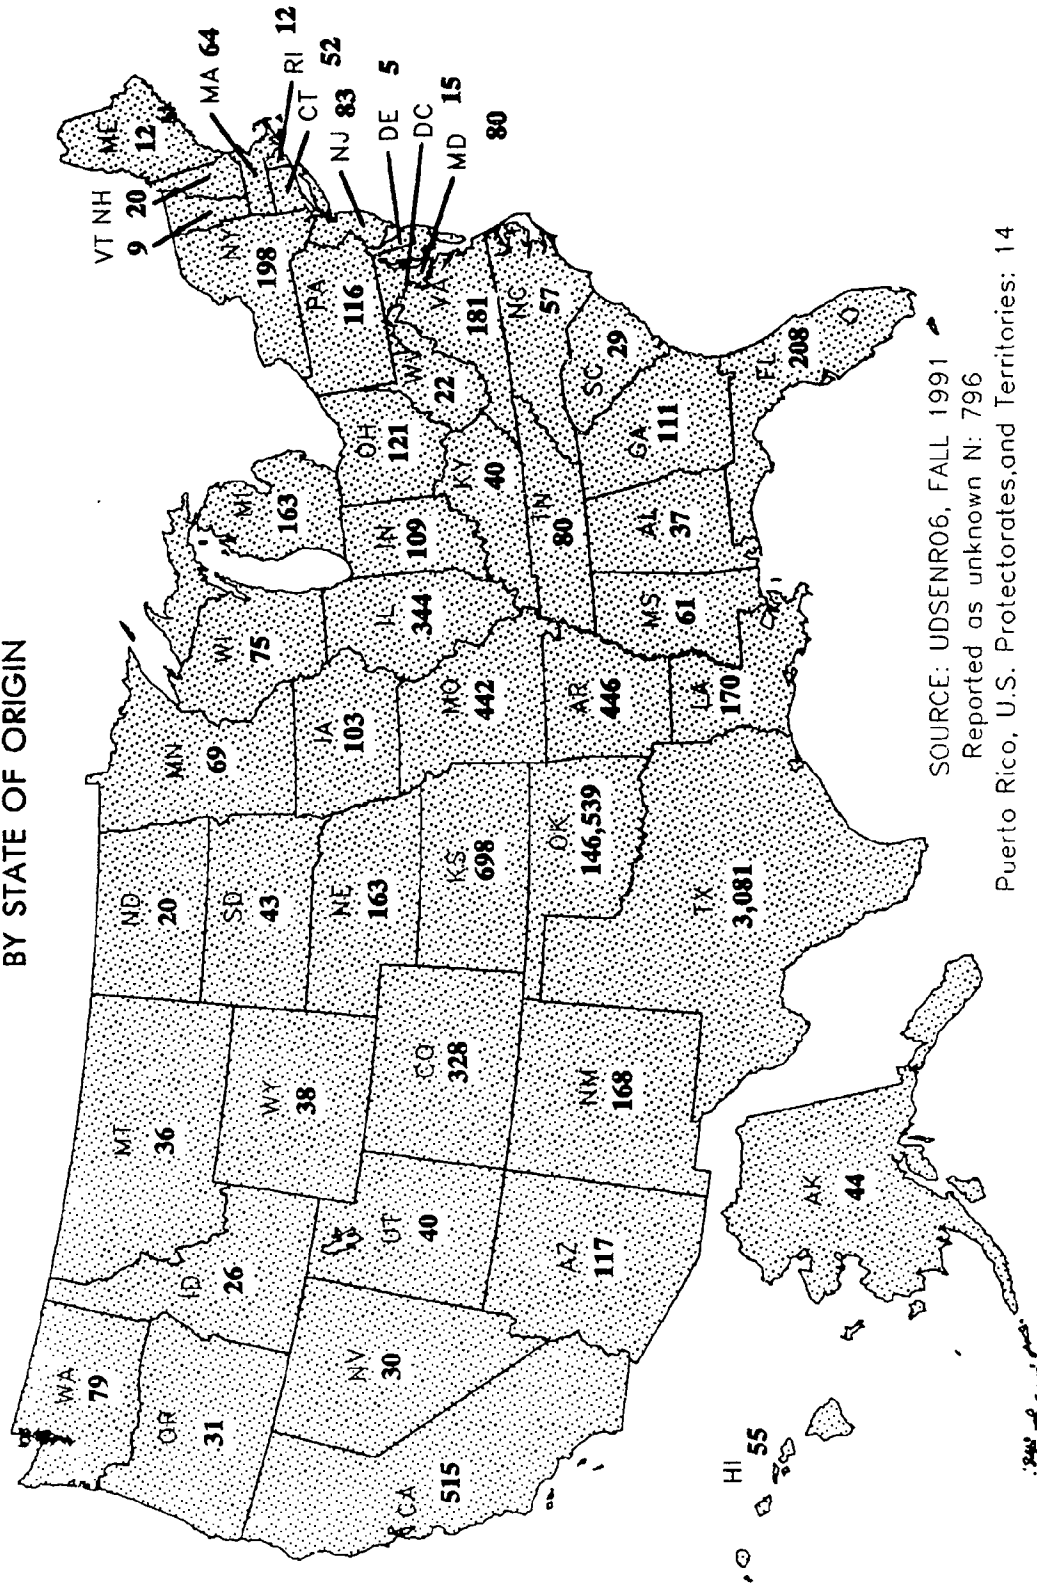 BY STATE OF ORIGIN
WA
79
OR
31
CA
515
ID
26
NV
30
MT
36
WY
38
UT
40
AZ
117
CO
328
NM
168
ND
20
SD
43
NE
163
KS
698
OK
146,539
TX
3,081
MN
69
IA
103
MO
442
AR
446
LA
170
WI
75
IL
344
MS
61
MI
163
IN
109
KY
40
TN
80
AL
37
OH
121
WV
22
GA
111
FL
208
SC
29
NC
57
VA
181
PA
116
NY
198
VT NH
9 20
ME
12
MA 64
RI 12
CT 52
NJ 83
DE 5
DC 15
MD 80
AK
44
HI
55
SOURCE: UDSENR06, FALL 1991
Reported as unknown N: 796
Puerto Rico, U.S. Protectorates,and Territories: 14